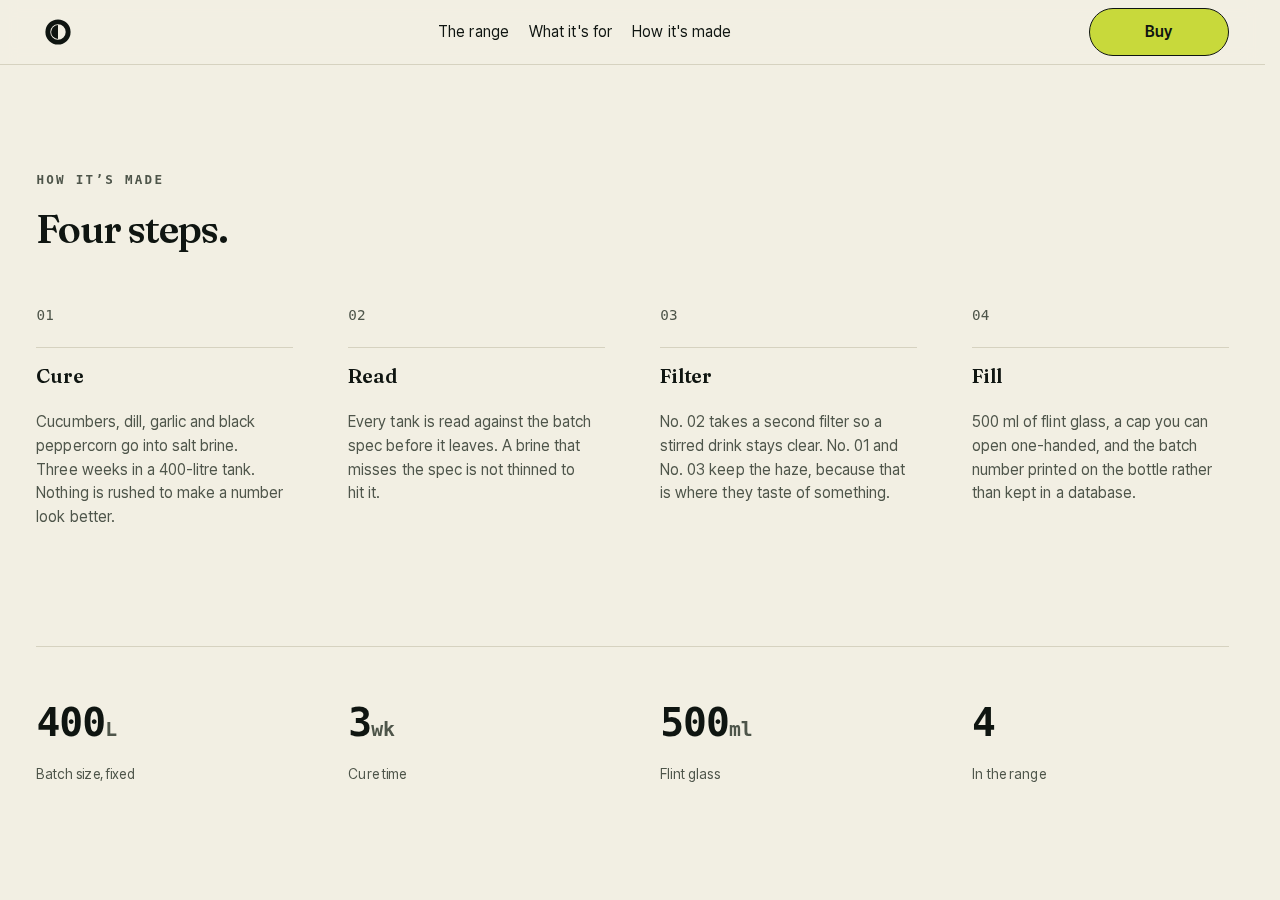 The range What it's for How it's made Buy
HOW IT’S MADE
Four steps.
01
Cure
Cucumbers, dill, garlic and black
peppercorn go into salt brine.
Three weeks in a 400-litre tank.
Nothing is rushed to make a number
look better.
02
Read
Every tank is read against the batch
spec before it leaves. A brine that
misses the spec is not thinned to
hit it.
03
Filter
No. 02 takes a second filter so a
stirred drink stays clear. No. 01 and
No. 03 keep the haze, because that
is where they taste of something.
04
Fill
500 ml of flint glass, a cap you can
open one-handed, and the batch
number printed on the bottle rather
than kept in a database.
400L
Batch size, fixed
3wk
Cure time
500ml
Flint glass
4
In the range